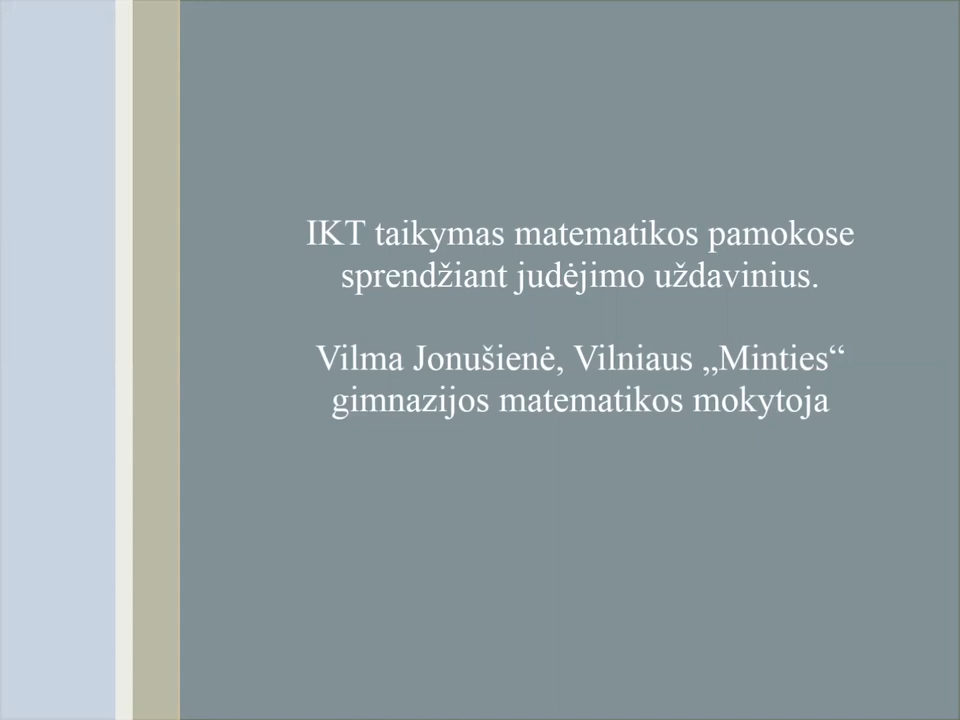 IKT taikymas matematikos pamokose
sprendžiant judėjimo uždavinius.
Vilma Jonušienė, Vilniaus „Minties“
gimnazijos matematikos mokytoja